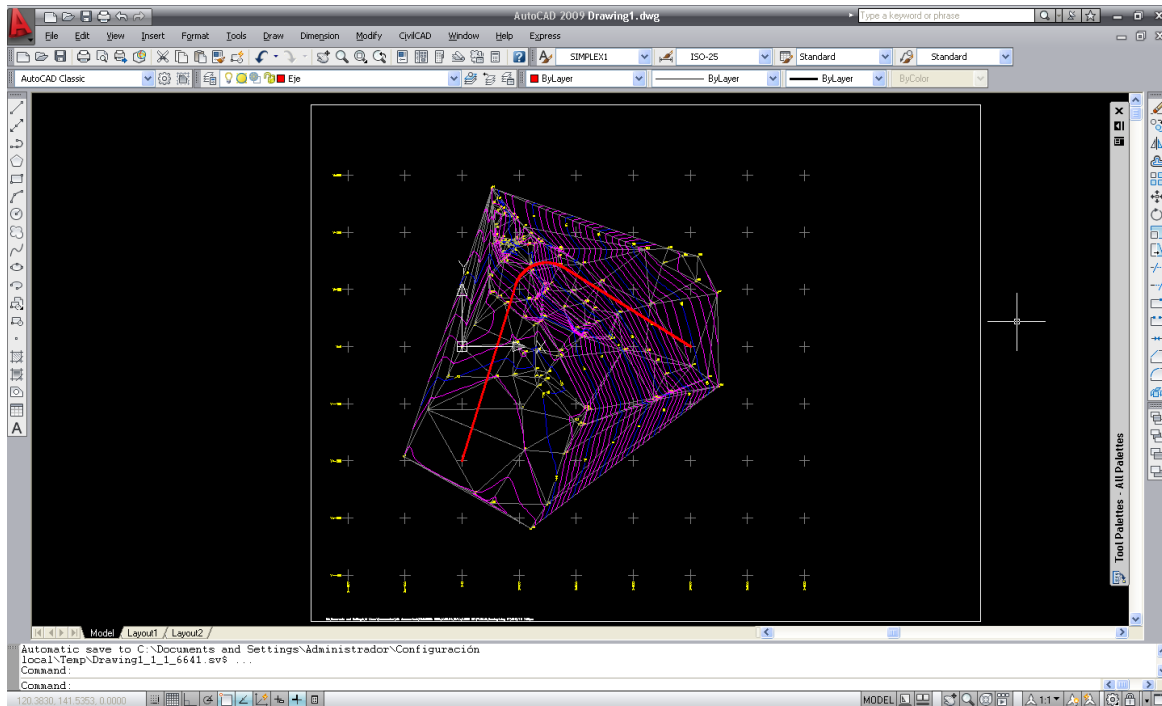 AutoCAD 2009 Drawing1.dwg
Type a keyword or phrase
File Edit View Insert Format Tools Draw Dimension Modify CivilCAD Window Help Express
SIMPLEX1 ISO-25 Standard Standard
AutoCAD Classic Eje ByLayer ByLayer ByLayer ByColor
Y
A
Tool Palettes - All Palettes
Model Layout1 Layout2
Automatic save to C:\Documents and Settings\Administrador\Configuración
local\Temp\Drawing1_1_1_6641.sv$ ...
Command:
Command:
120.3830, 141.5353, 0.0000 MODEL 1:1